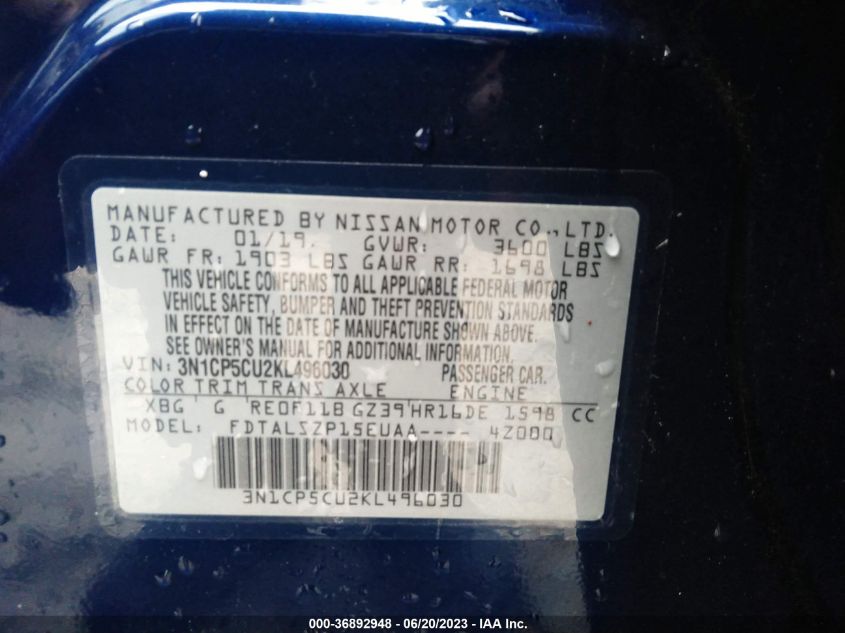 MANUFACTURED BY NISSAN MOTOR CO., LTD.
DATE: 01/19. GVWR: 3600 LBS
GAWR FR: 1903 LBS GAWR RR: 1698 LBS
THIS VEHICLE CONFORMS TO ALL APPLICABLE FEDERAL MOTOR
VEHICLE SAFETY, BUMPER AND THEFT PREVENTION STANDARDS
IN EFFECT ON THE DATE OF MANUFACTURE SHOWN ABOVE.
SEE OWNER'S MANUAL FOR ADDITIONAL INFORMATION.
VIN: 3N1CP5CU2KL496030 PASSENGER CAR.
COLOR TRIM TRANS AXLE ENGINE
XBG G RE0F11B GZ39 HR16DE 1598 CC
MODEL: FDTALSZP15EUAA---- 4Z000
D
3N1CP5CU2KL496030
000-36892948 - 06/20/2023 - IAA Inc.